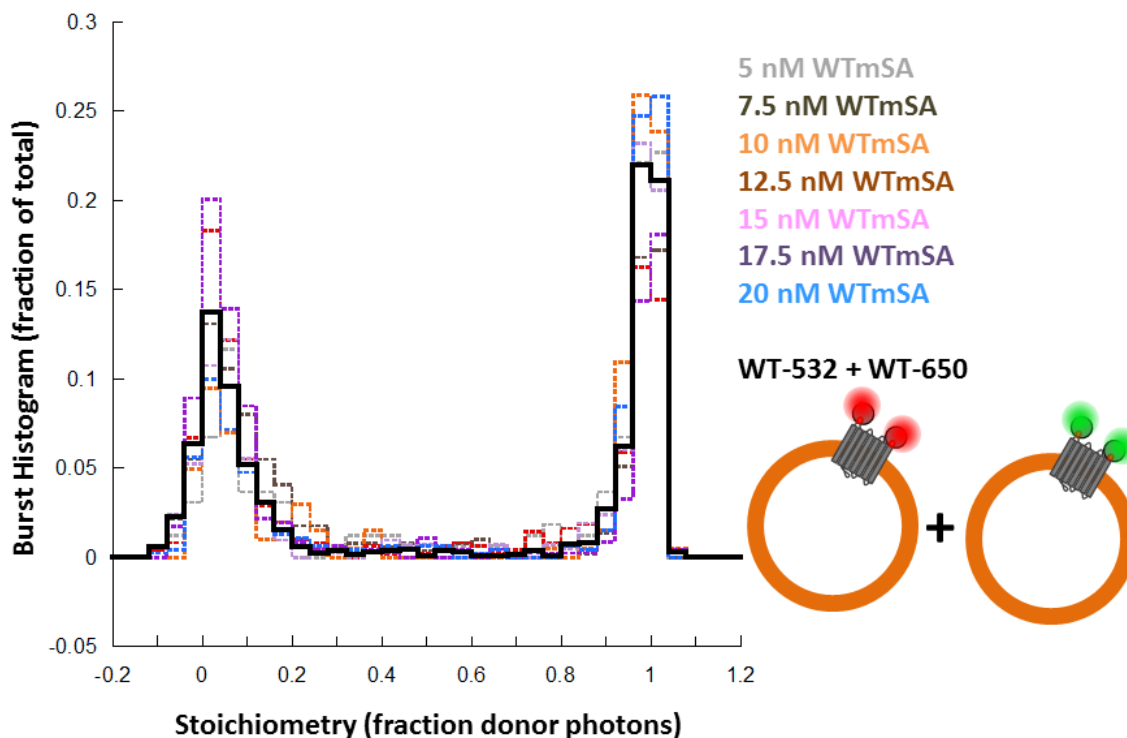 0.3
0.25
0.2
0.15
0.1
0.05
0
-0.05
Burst Histogram (fraction of total)
-0.2
0
0.2
0.4
0.6
0.8
1
1.2
Stoichiometry (fraction donor photons)
5 nM WTmSA
7.5 nM WTmSA
10 nM WTmSA
12.5 nM WTmSA
15 nM WTmSA
17.5 nM WTmSA
20 nM WTmSA
WT-532 + WT-650
+